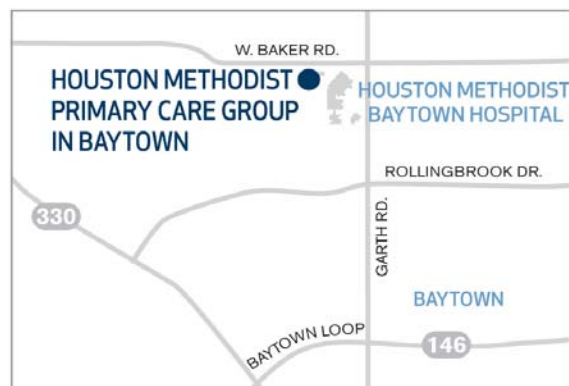 W. BAKER RD.
HOUSTON METHODIST
PRIMARY CARE GROUP
IN BAYTOWN
HOUSTON METHODIST
BAYTOWN HOSPITAL
ROLLINGBROOK DR.
330
GARTH RD.
BAYTOWN
BAYTOWN LOOP
146